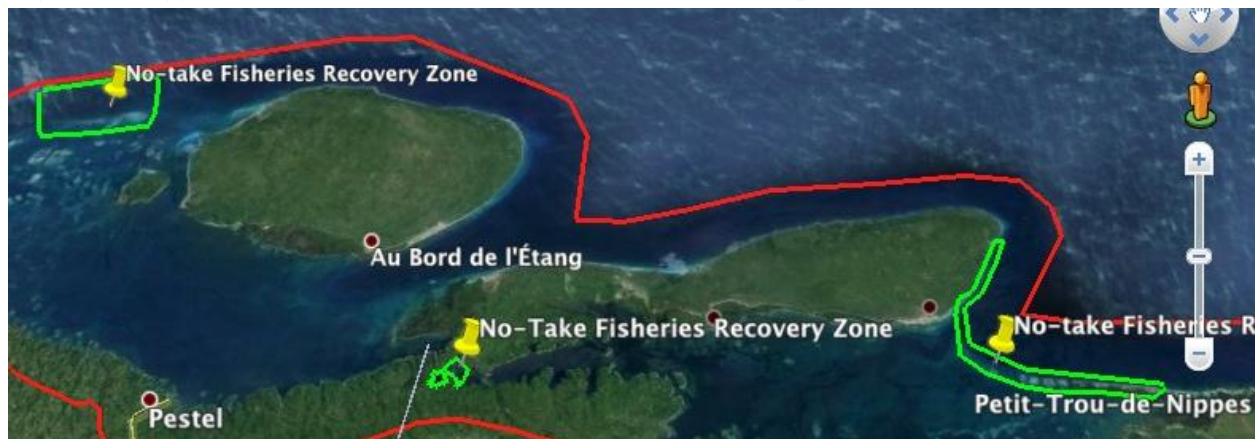 No-take Fisheries Recovery Zone
Au Bord de l'Étang
No-Take Fisheries Recovery Zone
No-take Fisheries R
Pestel
Petit-Trou-de-Nippes